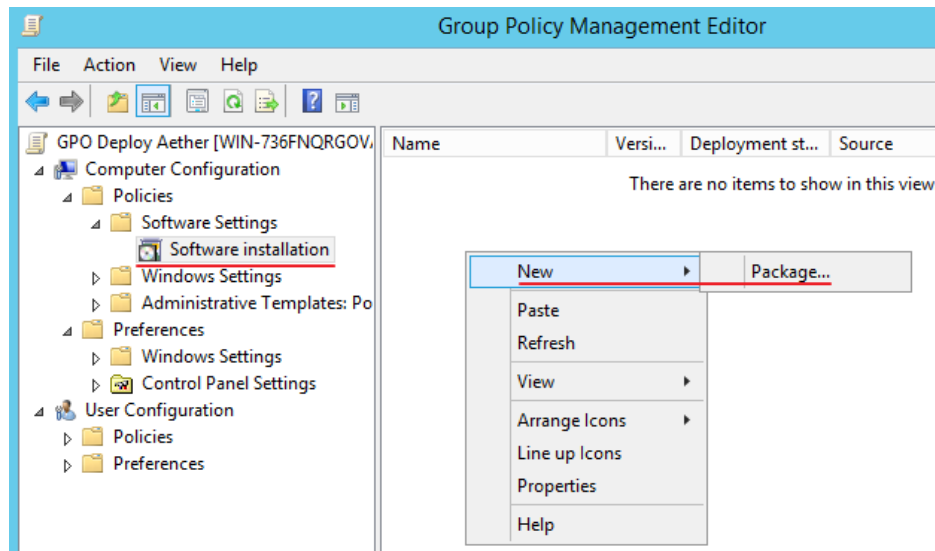 Group Policy Management Editor
File Action View Help
GPO Deploy Aether [WIN-736FNQRGOVA
Computer Configuration
Policies
Software Settings
Software installation
Windows Settings
Administrative Templates: Po
Preferences
Windows Settings
Control Panel Settings
User Configuration
Policies
Preferences
Name Versi... Deployment st... Source
There are no items to show in this view
New Package...
Paste
Refresh
View
Arrange Icons
Line up Icons
Properties
Help